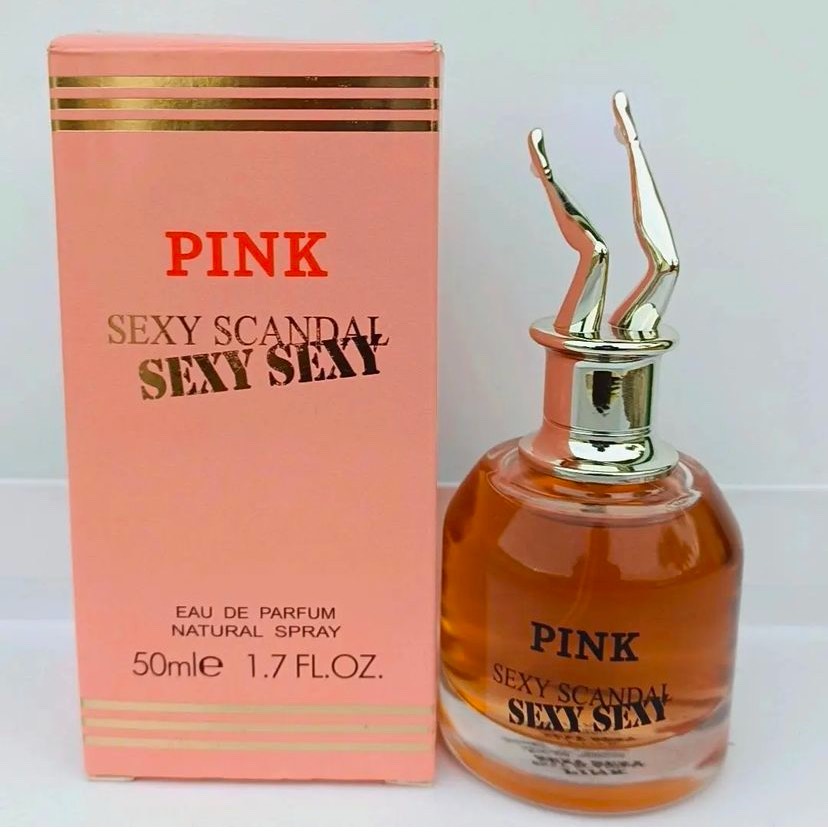 PINK
SEXY SCANDAL
SEXY SEXY
EAU DE PARFUM
NATURAL SPRAY
50ml℮ 1.7 FL.OZ.
PINK
SEXY SCANDAL
SEXY SEXY